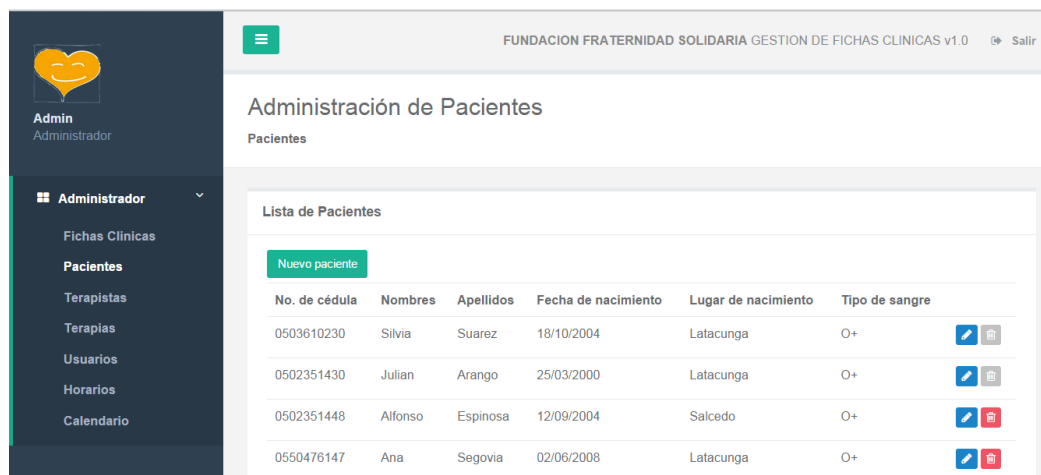 FUNDACION FRATERNIDAD SOLIDARIA GESTION DE FICHAS CLINICAS v1.0 Salir
Admin
Administrador
Administrador
Fichas Clinicas
Pacientes
Terapistas
Terapias
Usuarios
Horarios
Calendario
Administración de Pacientes
Pacientes
Lista de Pacientes
Nuevo paciente
No. de cédula Nombres Apellidos Fecha de nacimiento Lugar de nacimiento Tipo de sangre
0503610230 Silvia Suarez 18/10/2004 Latacunga O+
0502351430 Julian Arango 25/03/2000 Latacunga O+
0502351448 Alfonso Espinosa 12/09/2004 Salcedo O+
0550476147 Ana Segovia 02/06/2008 Latacunga O+